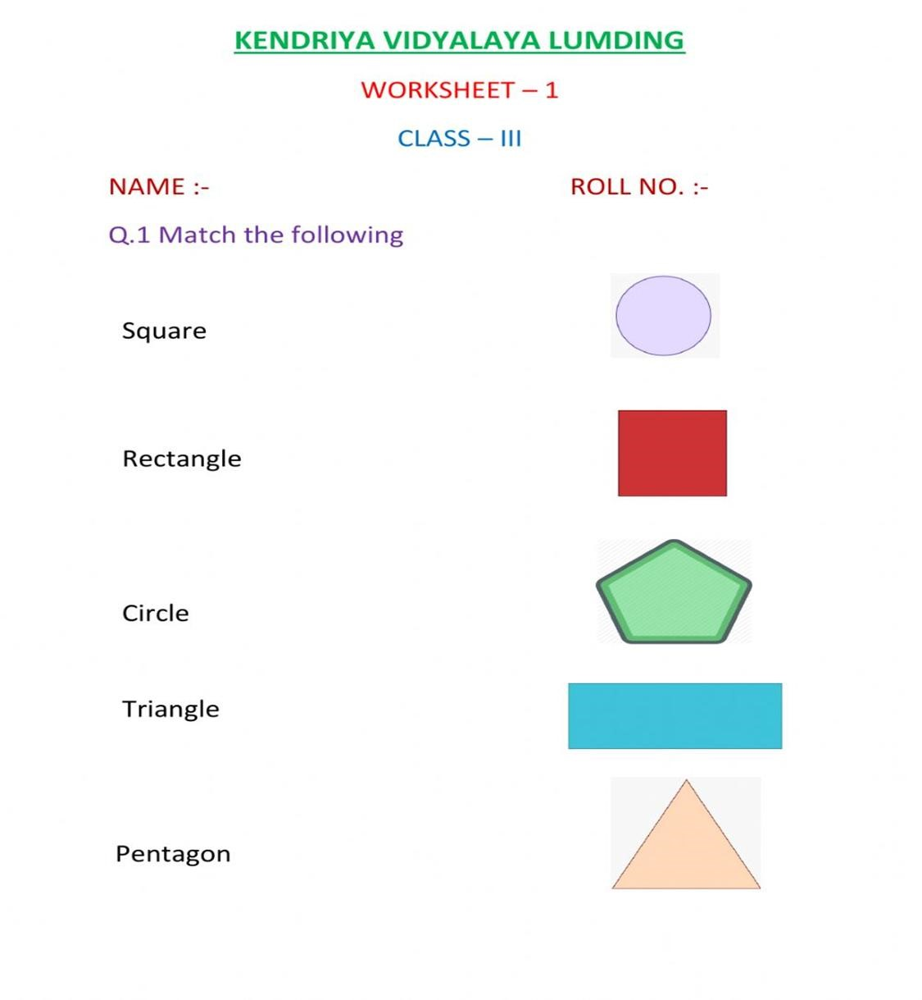 KENDRIYA VIDYALAYA LUMDING
WORKSHEET – 1
CLASS – III
NAME :- ROLL NO. :-
Q.1 Match the following
Square
Rectangle
Circle
Triangle
Pentagon